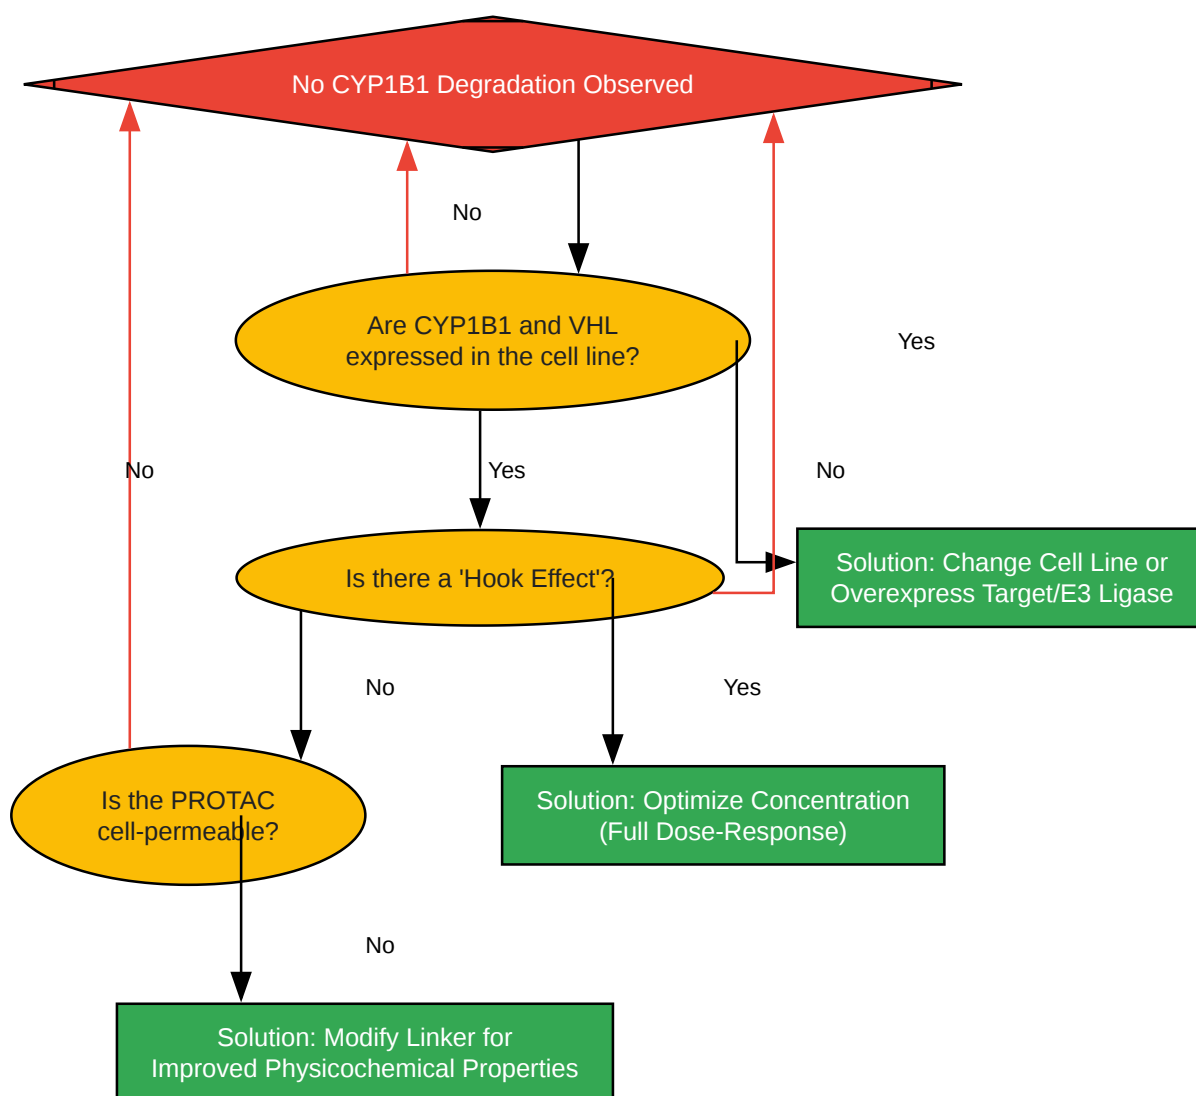 No CYP1B1 Degradation Observed
No
Are CYP1B1 and VHL
expressed in the cell line?
Yes
No
Yes
No
Is there a 'Hook Effect'?
Solution: Change Cell Line or
Overexpress Target/E3 Ligase
No
Yes
Is the PROTAC
cell-permeable?
Solution: Optimize Concentration
(Full Dose-Response)
No
Solution: Modify Linker for
Improved Physicochemical Properties